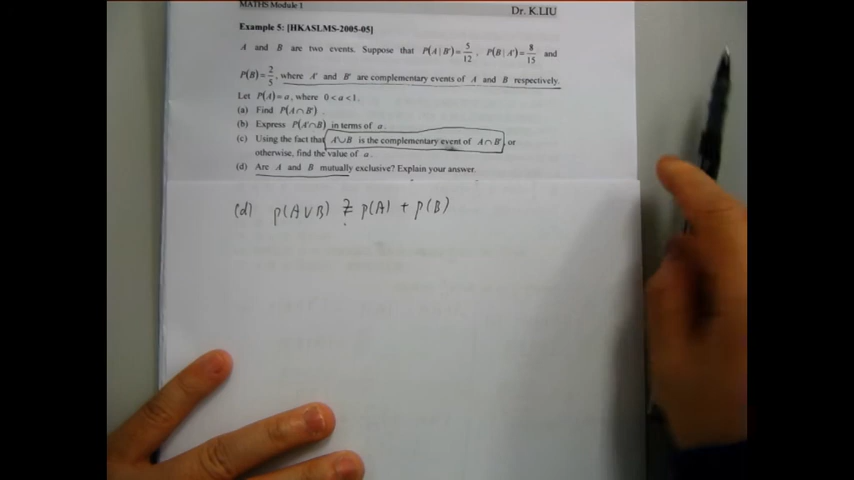 MATHS Module 1
Dr. K.LIU
Example 5: [HKASLMS-2005-05]
A and B are two events. Suppose that P(A | B') = 5/12, P(B | A') = 8/15 and
P(B) = 2/5, where A' and B' are complementary events of A and B respectively.
Let P(A) = a, where 0 < a < 1.
(a) Find P(A ∩ B').
(b) Express P(A' ∩ B) in terms of a.
(c) Using the fact that A' ∪ B is the complementary event of A ∩ B', or
otherwise, find the value of a.
(d) Are A and B mutually exclusive? Explain your answer.
(d) P(A ∪ B) ≟ P(A) + P(B)